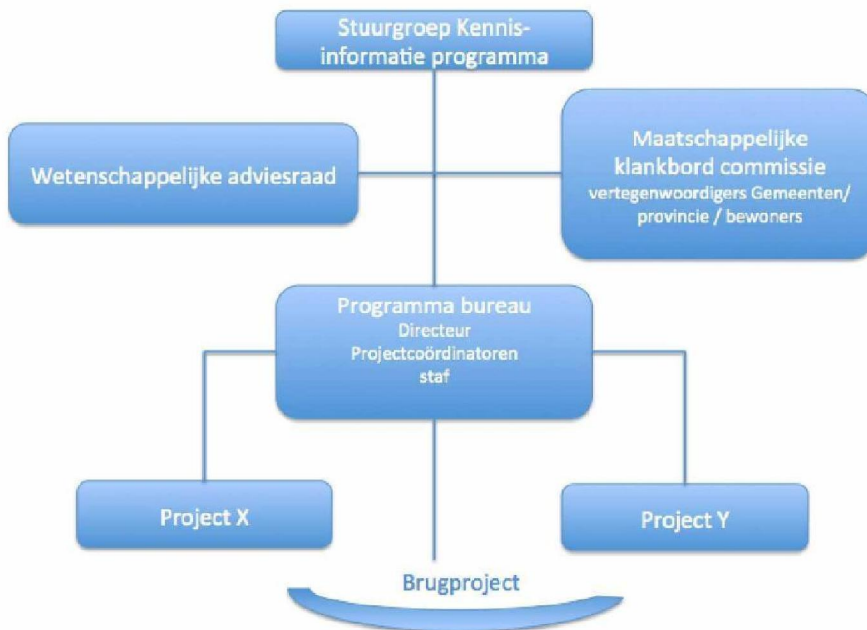 Stuurgroep Kennis-
informatie programma
Wetenschappelijke adviesraad
Maatschappelijke
klankbord commissie
vertegenwoordigers Gemeenten/
provincie / bewoners
Programma bureau
Directeur
Projectcoördinatoren
staf
Project X
Project Y
Brugproject